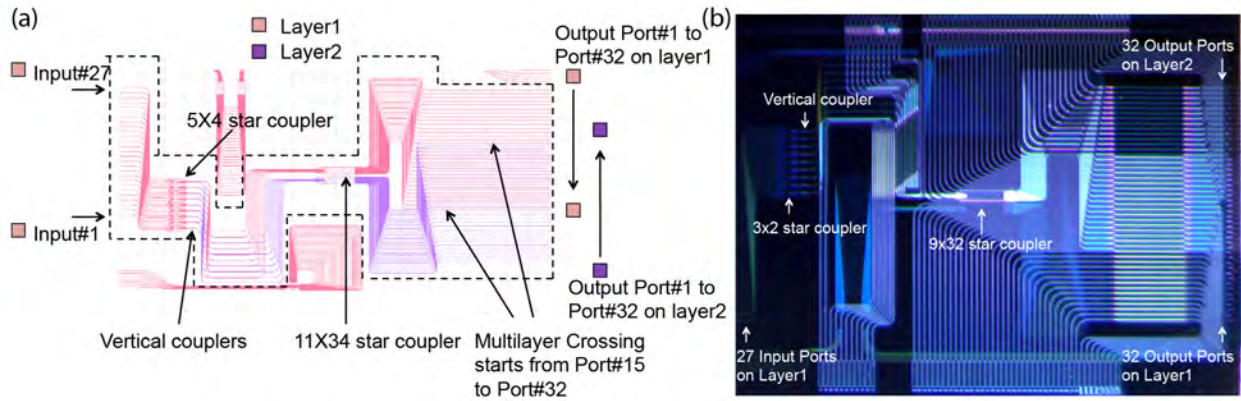 (a)
Layer1
Layer2
Input#27
5X4 star coupler
Input#1
Vertical couplers
11X34 star coupler
Multilayer Crossing
starts from Port#15
to Port#32
Output Port#1 to
Port#32 on layer1
Output Port#1 to
Port#32 on layer2
(b)
32 Output Ports
on Layer2
Vertical coupler
3x2 star coupler
9x32 star coupler
27 Input Ports
on Layer1
32 Output Ports
on Layer1